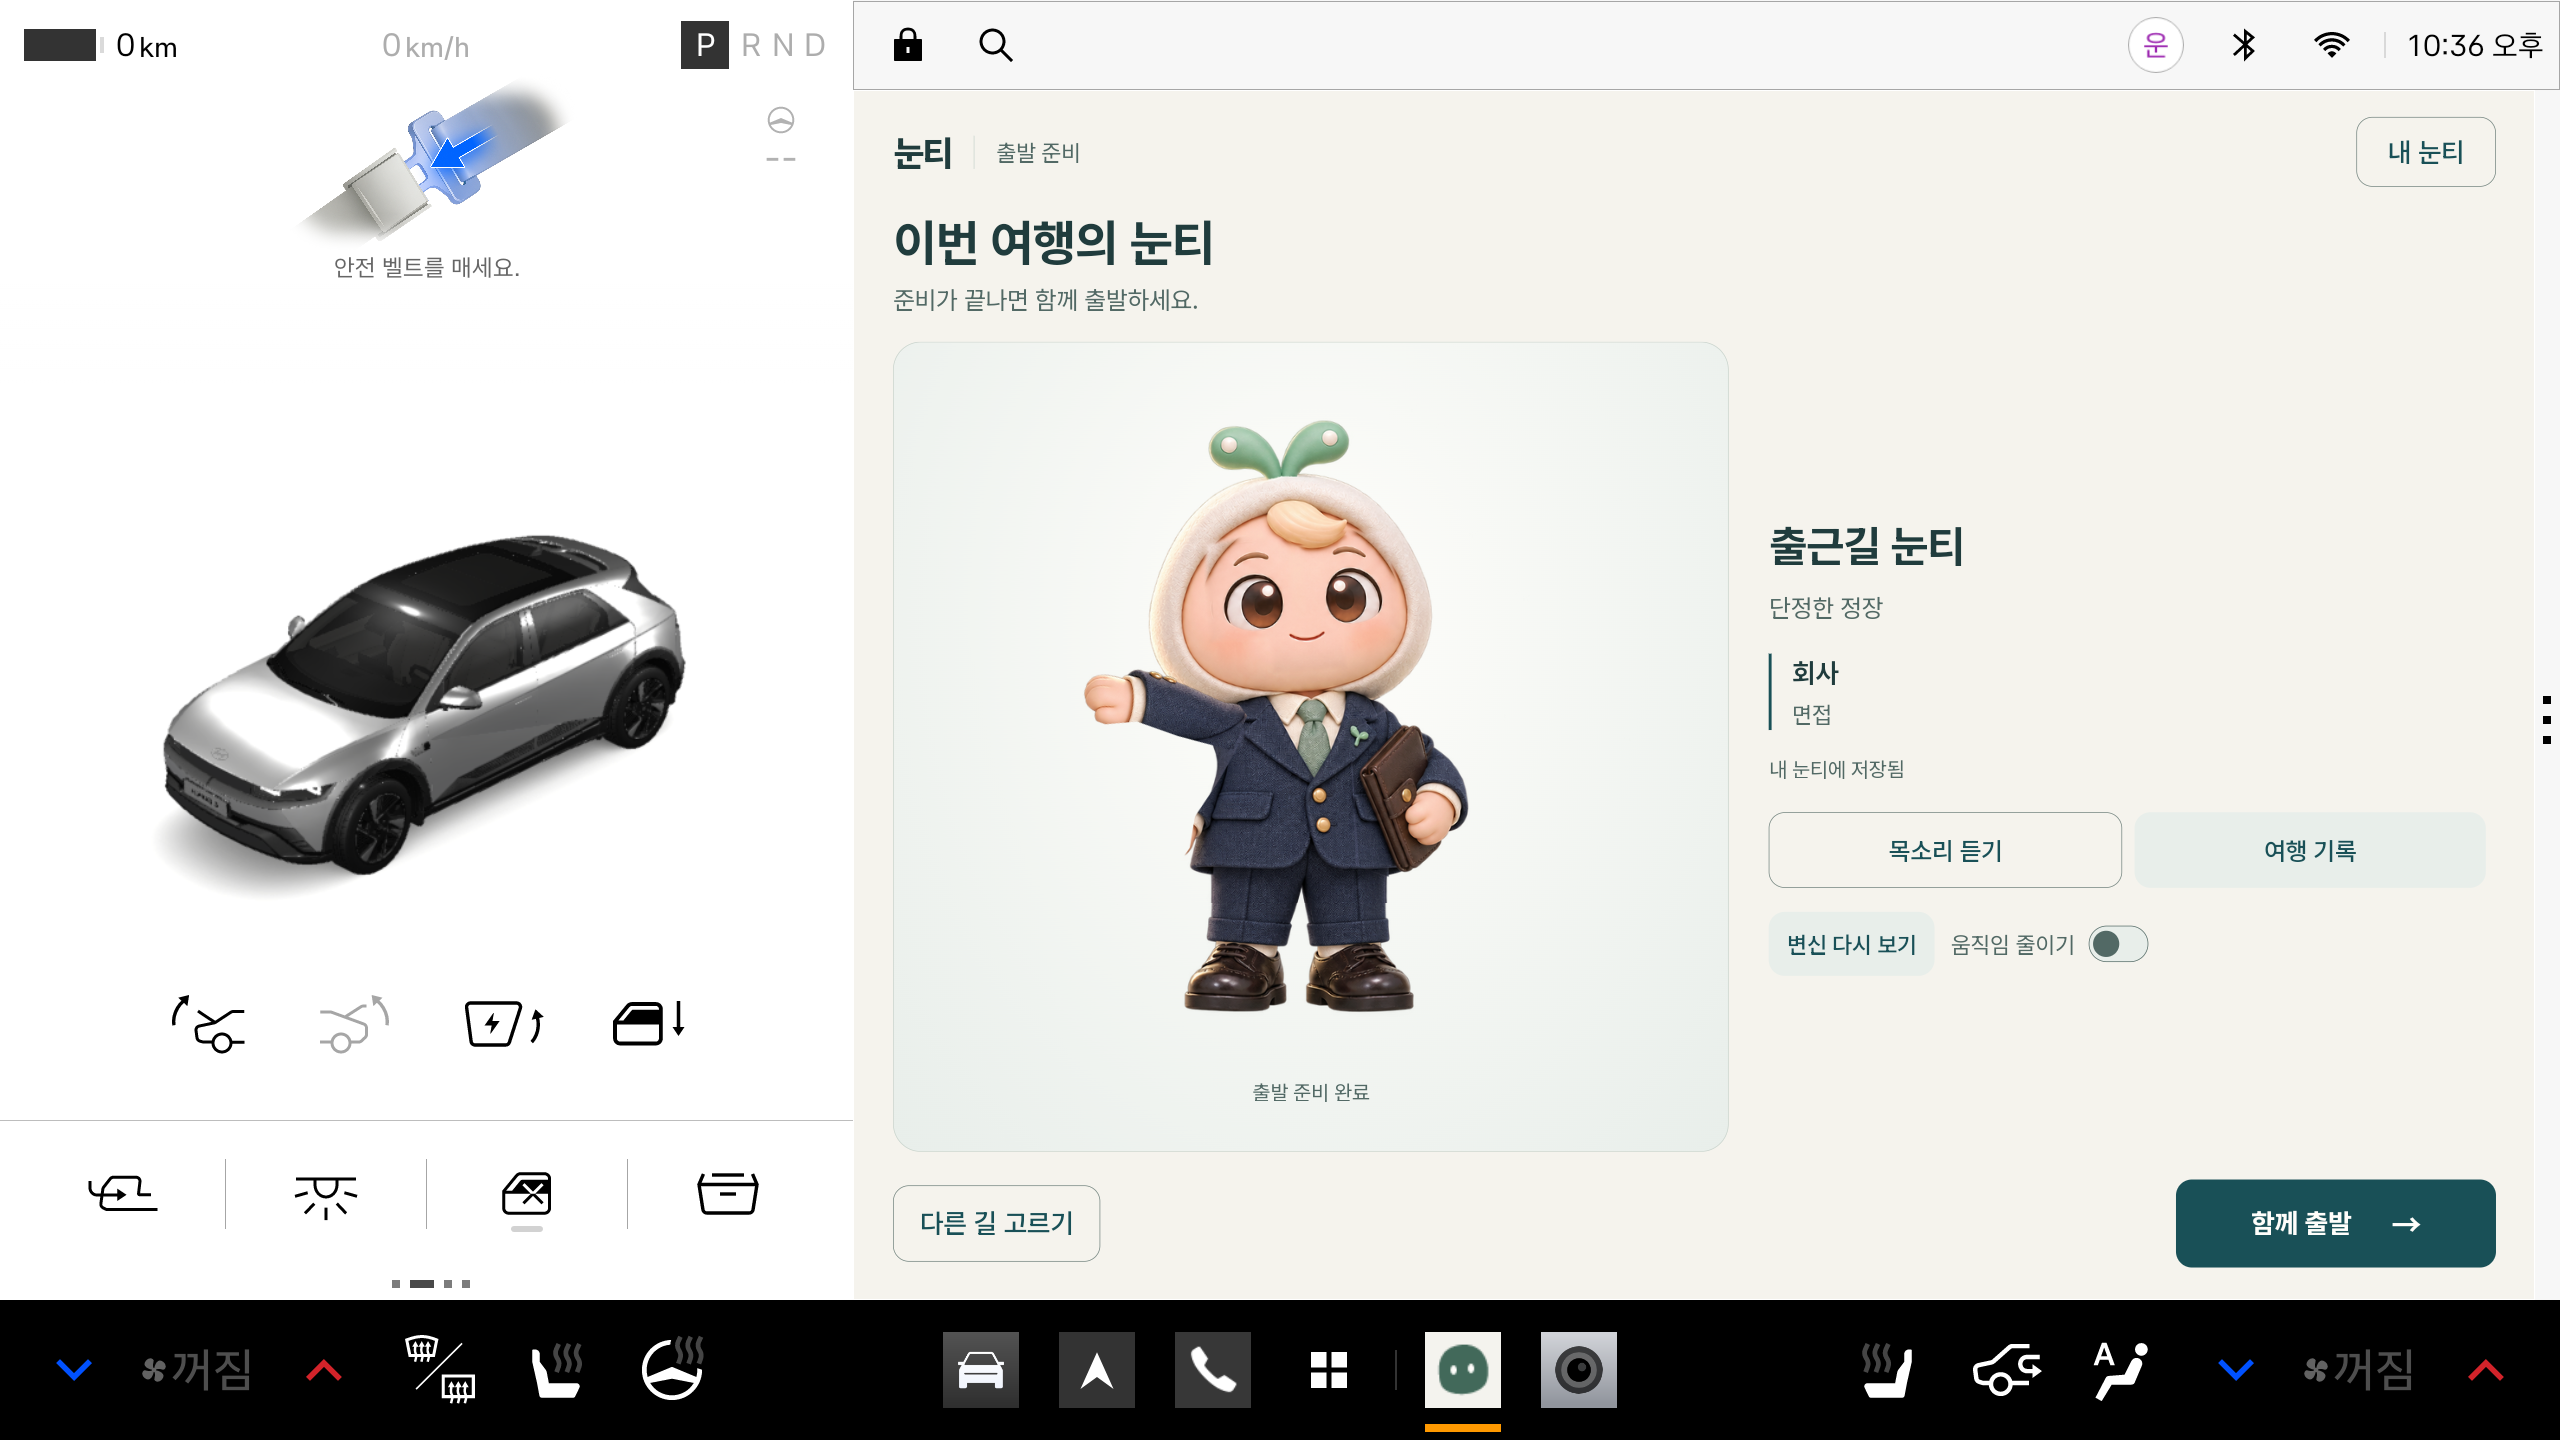 0 km
0 km/h
P R N D
안전 벨트를 매세요.
운
10:36 오후
눈티
출발 준비
내 눈티
이번 여행의 눈티
준비가 끝나면 함께 출발하세요.
출근길 눈티
단정한 정장
회사
면접
내 눈티에 저장됨
목소리 듣기
여행 기록
변신 다시 보기
움직임 줄이기
출발 준비 완료
다른 길 고르기
함께 출발 →
꺼짐
A
꺼짐